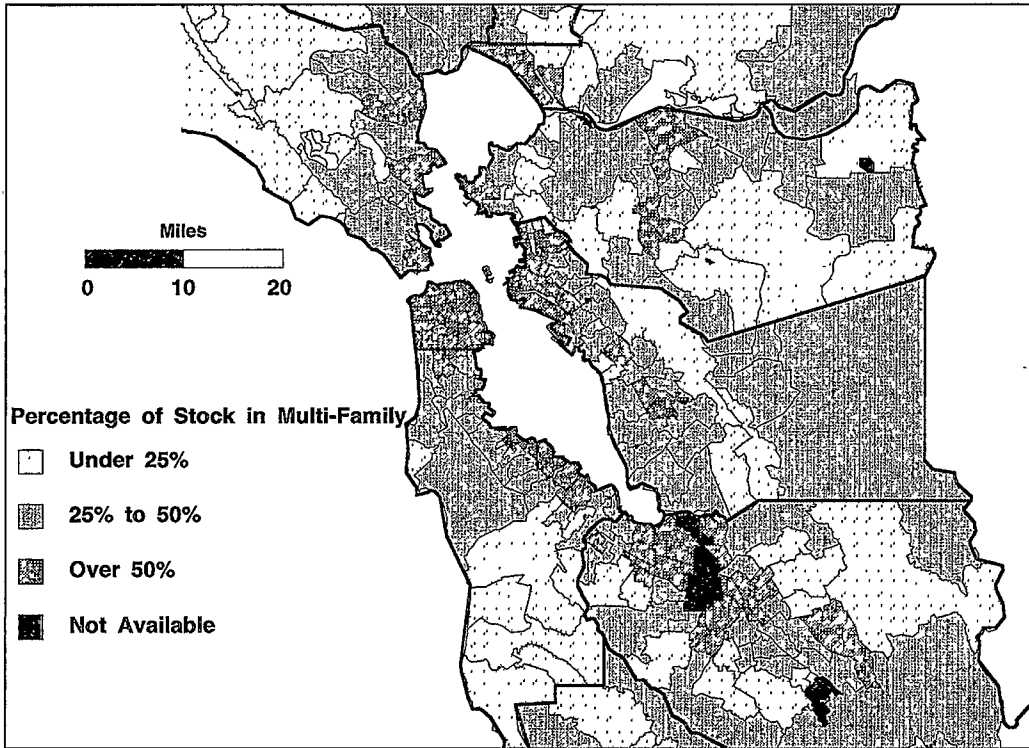 Miles
0 10 20
Percentage of Stock in Multi-Family
Under 25%
25% to 50%
Over 50%
Not Available